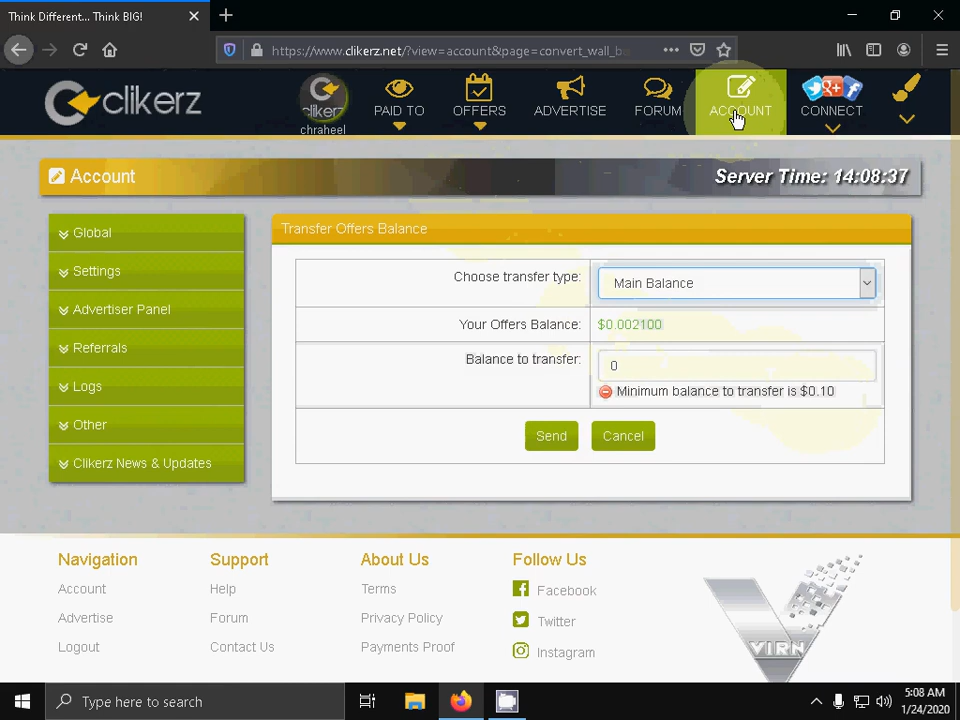 Think Different... Think BIG!
https://www.clikerz.net/?view=account&page=convert_wall_b
clikerz
clikerz
chraheel
PAID TO
OFFERS
ADVERTISE
FORUM
ACCOUNT
CONNECT
Account
Server Time: 14:08:37
Global
Settings
Advertiser Panel
Referrals
Logs
Other
Clikerz News & Updates
Transfer Offers Balance
Choose transfer type:
Main Balance
Your Offers Balance:
$0.002100
Balance to transfer:
0
Minimum balance to transfer is $0.10
Send
Cancel
Navigation
Account
Advertise
Logout
Support
Help
Forum
Contact Us
About Us
Terms
Privacy Policy
Payments Proof
Follow Us
Facebook
Twitter
Instagram
VIRN
Type here to search
5:08 AM
1/24/2020